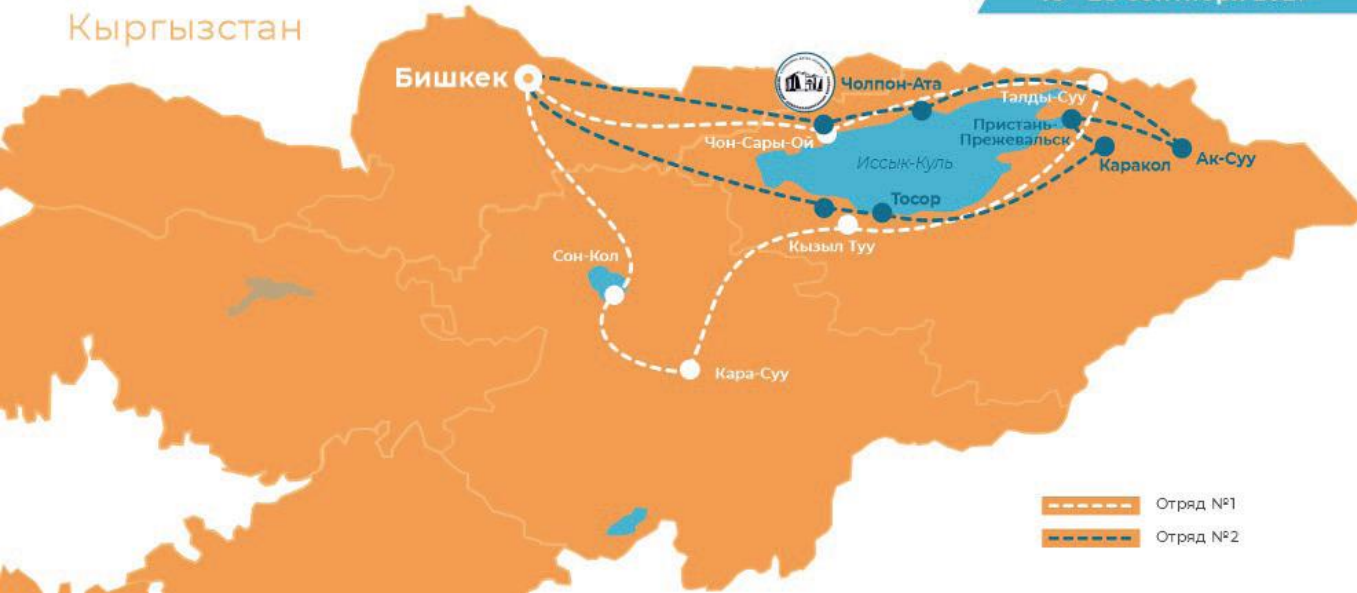 Кыргызстан
Бишкек
Чолпон-Ата
Талды-Суу
Пристань-
Прежевальск
Чон-Сары-Ой
Иссык-Куль
Каракол
Ак-Суу
Тосор
Кызыл Туу
Сон-Кол
Кара-Суу
Отряд №1
Отряд №2